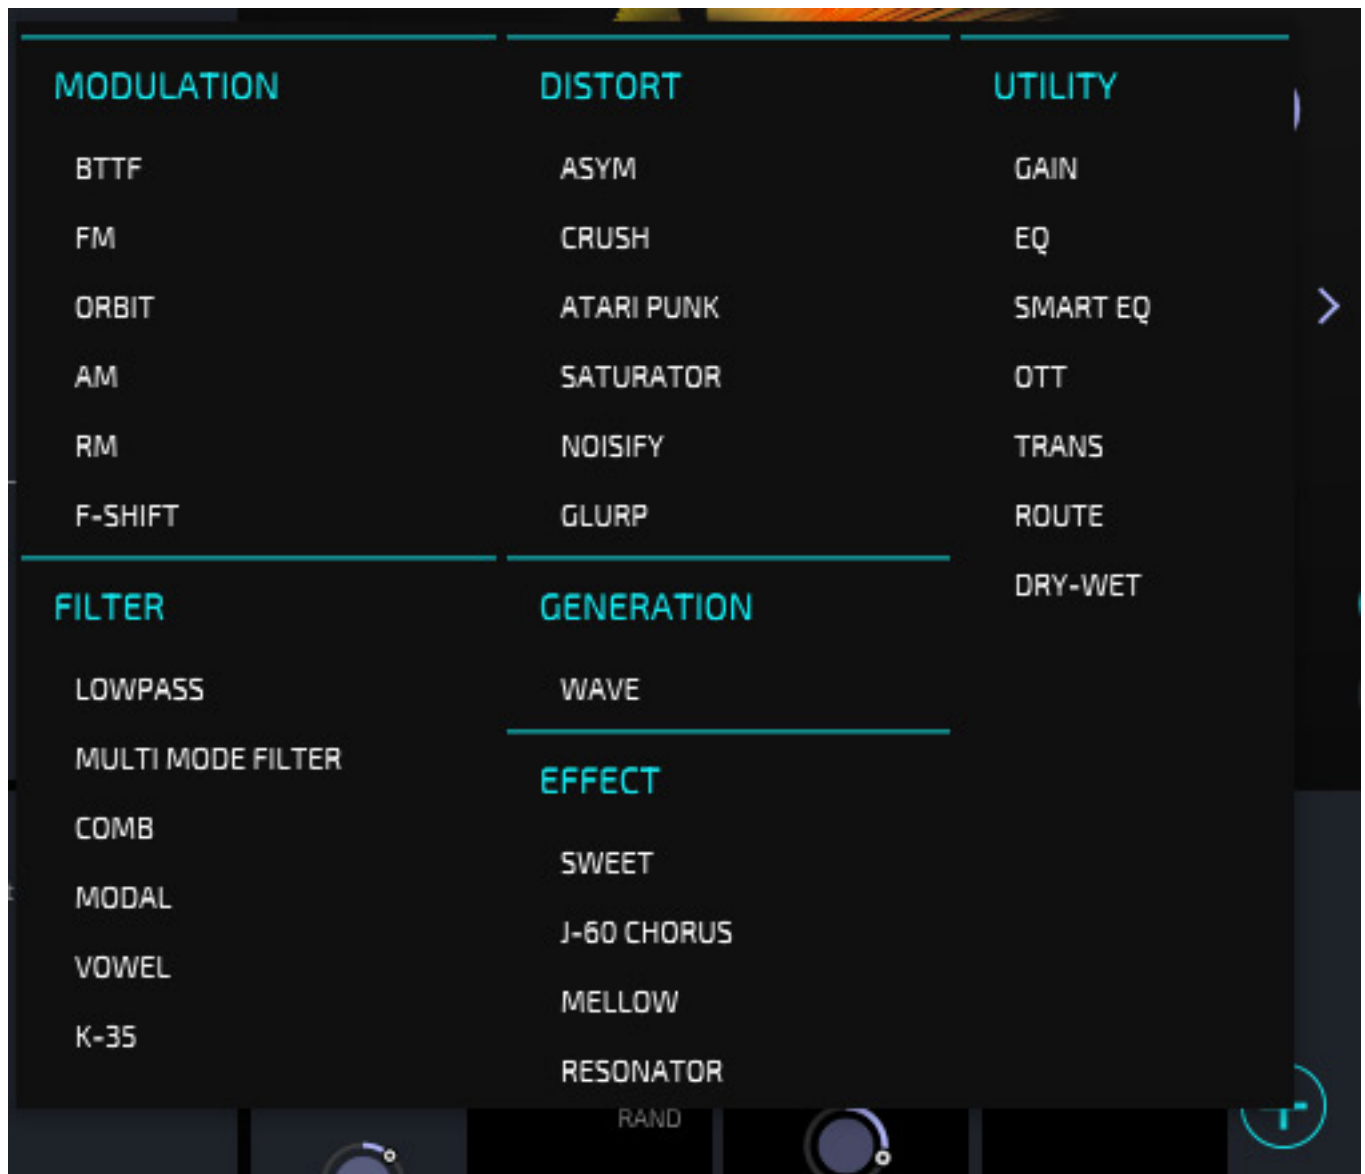 MODULATION
BTTF
FM
ORBIT
AM
RM
F-SHIFT
FILTER
LOWPASS
MULTI MODE FILTER
COMB
MODAL
VOWEL
K-35
DISTORT
ASYM
CRUSH
ATARI PUNK
SATURATOR
NOISIFY
GLURP
GENERATION
WAVE
EFFECT
SWEET
J-60 CHORUS
MELLOW
RESONATOR
UTILITY
GAIN
EQ
SMART EQ
OTT
TRANS
ROUTE
DRY-WET
RAND